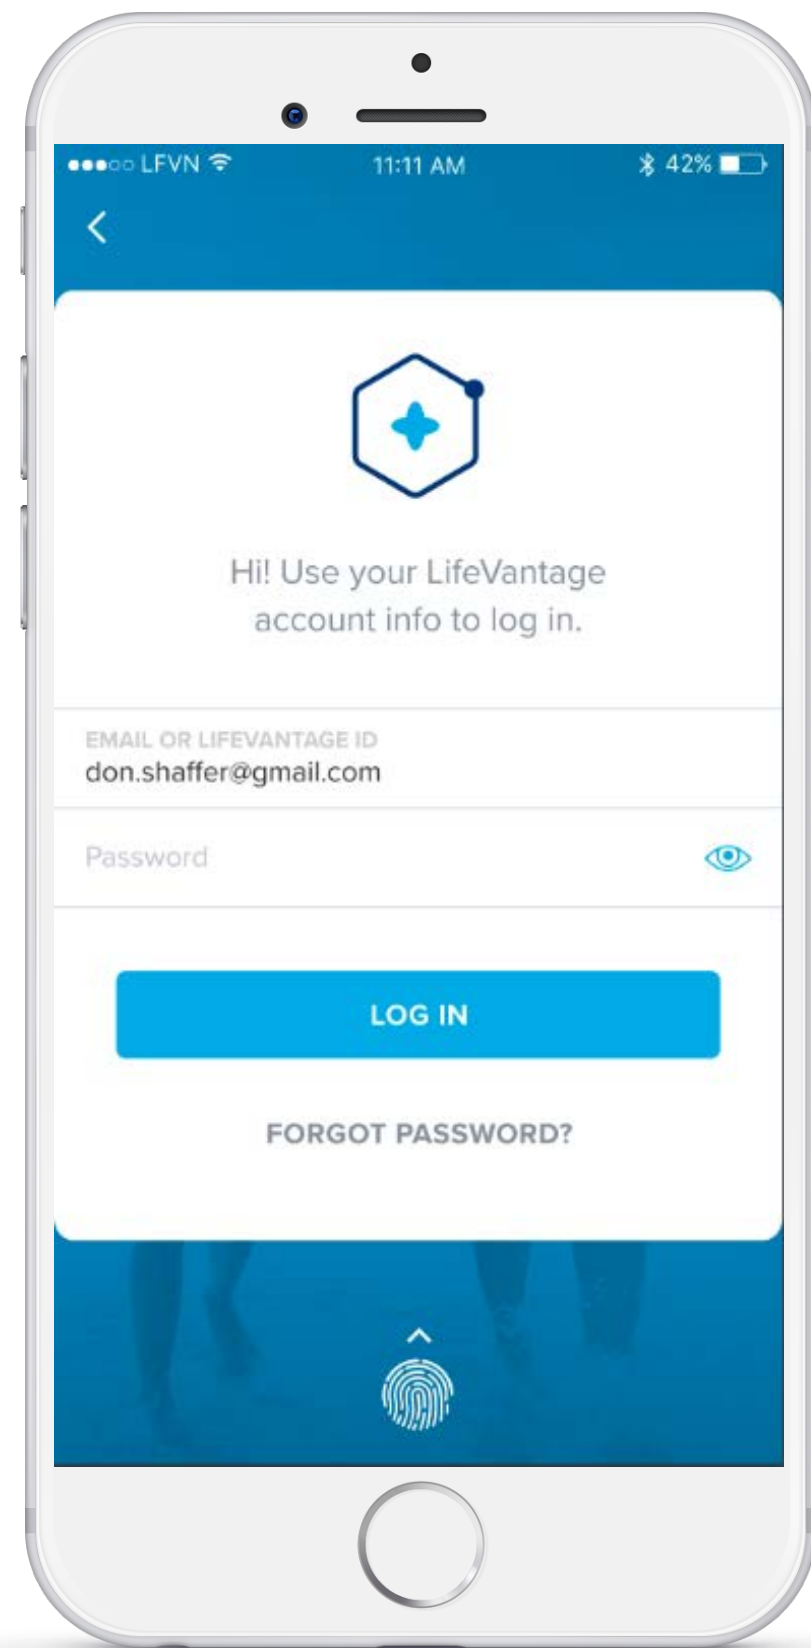 LFVN 11:11 AM 42%
Hi! Use your LifeVantage
account info to log in.
EMAIL OR LIFEVANTAGE ID
don.shaffer@gmail.com
Password
LOG IN
FORGOT PASSWORD?